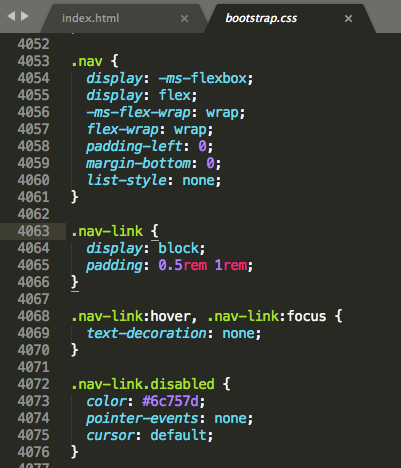 index.html × bootstrap.css ×
4052
4053 .nav {
4054 display: -ms-flexbox;
4055 display: flex;
4056 -ms-flex-wrap: wrap;
4057 flex-wrap: wrap;
4058 padding-left: 0;
4059 margin-bottom: 0;
4060 list-style: none;
4061 }
4062
4063 .nav-link {
4064 display: block;
4065 padding: 0.5rem 1rem;
4066 }
4067
4068 .nav-link:hover, .nav-link:focus {
4069 text-decoration: none;
4070 }
4071
4072 .nav-link.disabled {
4073 color: #6c757d;
4074 pointer-events: none;
4075 cursor: default;
4076 }